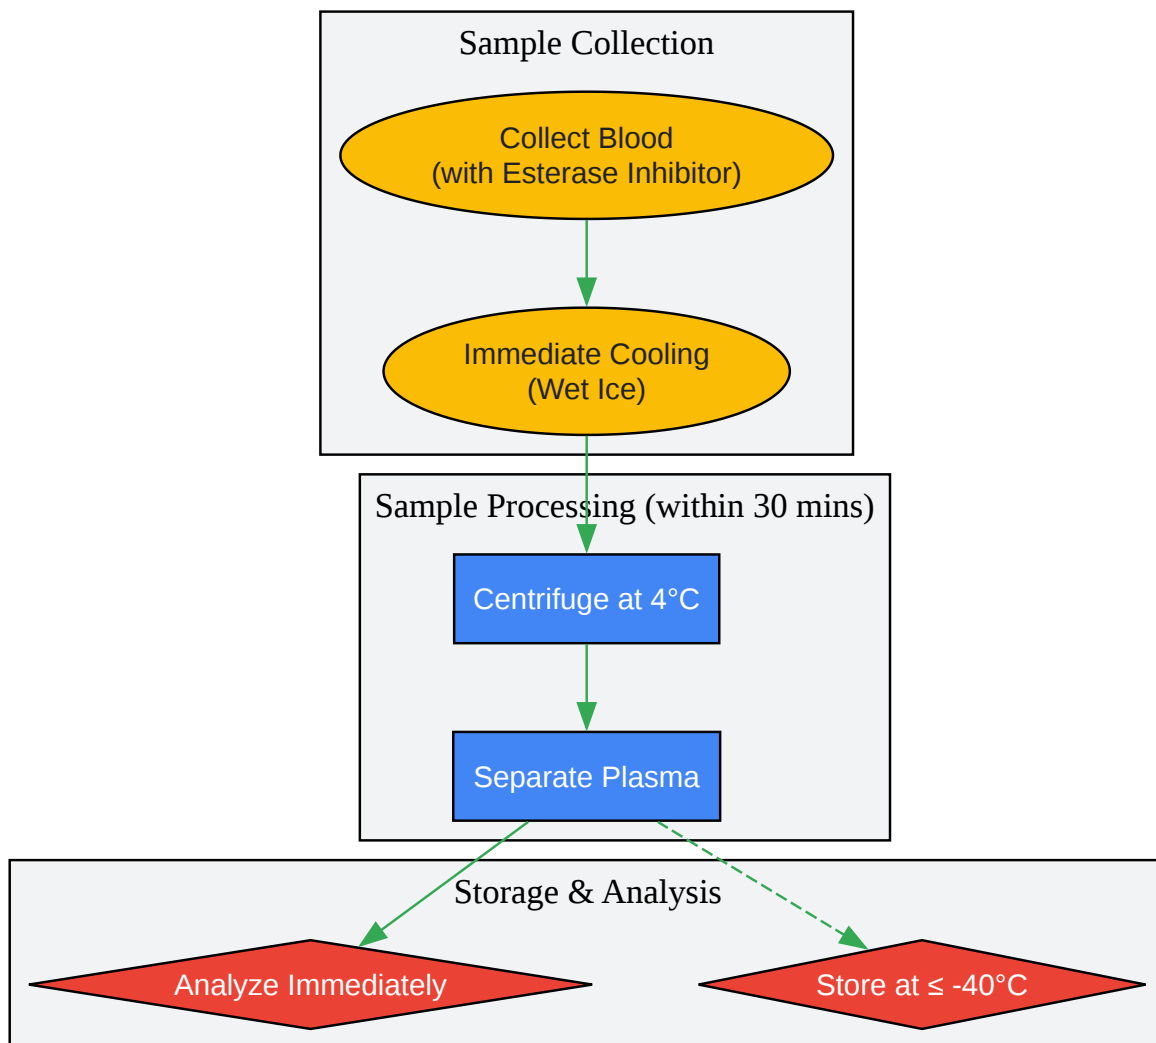 Sample Collection
Collect Blood
(with Esterase Inhibitor)
Immediate Cooling
(Wet Ice)
Sample Processing (within 30 mins)
Centrifuge at 4°C
Separate Plasma
Storage & Analysis
Analyze Immediately
Store at ≤ -40°C